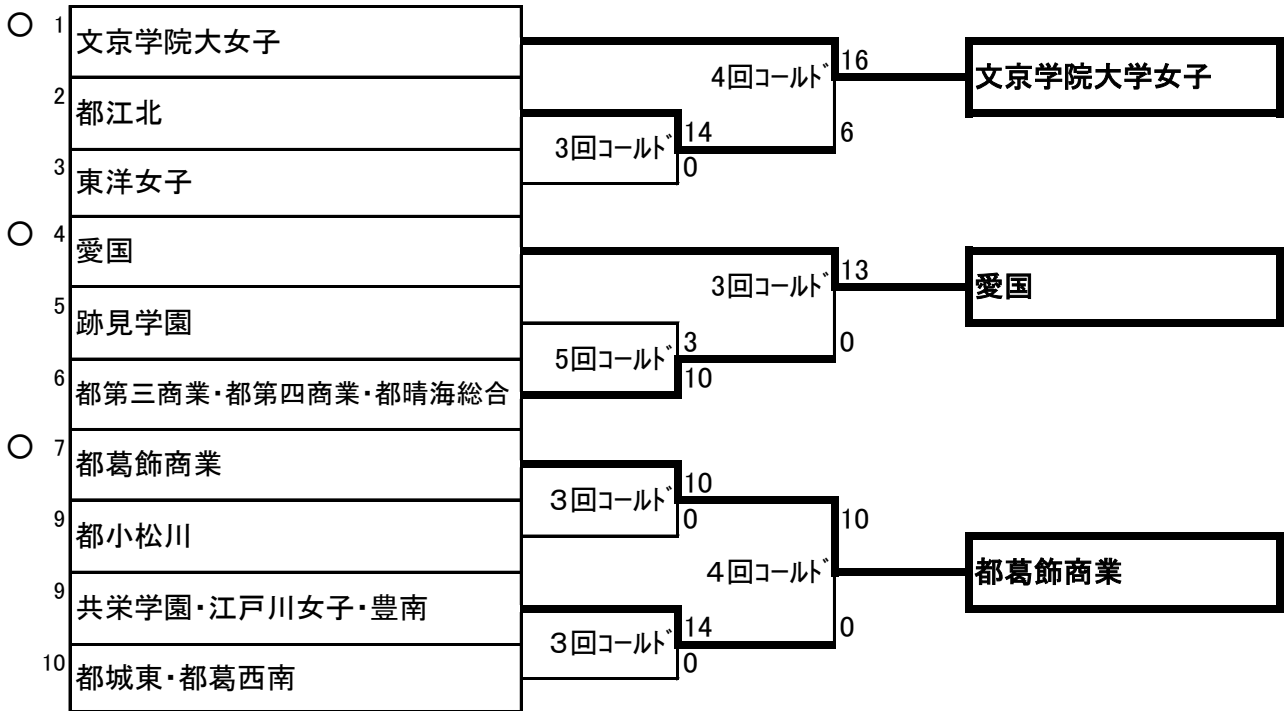 ○ 1 文京学院大女子
2 都江北
3 東洋女子
○ 4 愛国
5 跡見学園
6 都第三商業・都第四商業・都晴海総合
○ 7 都葛飾商業
9 都小松川
9 共栄学園・江戸川女子・豊南
10 都城東・都葛西南
3回コールド
14
0
5回コールド
3
10
３回コールド
10
0
３回コールド
14
0
4回コールド
16
6
3回コールド
13
0
４回コールド
10
0
文京学院大学女子
愛国
都葛飾商業